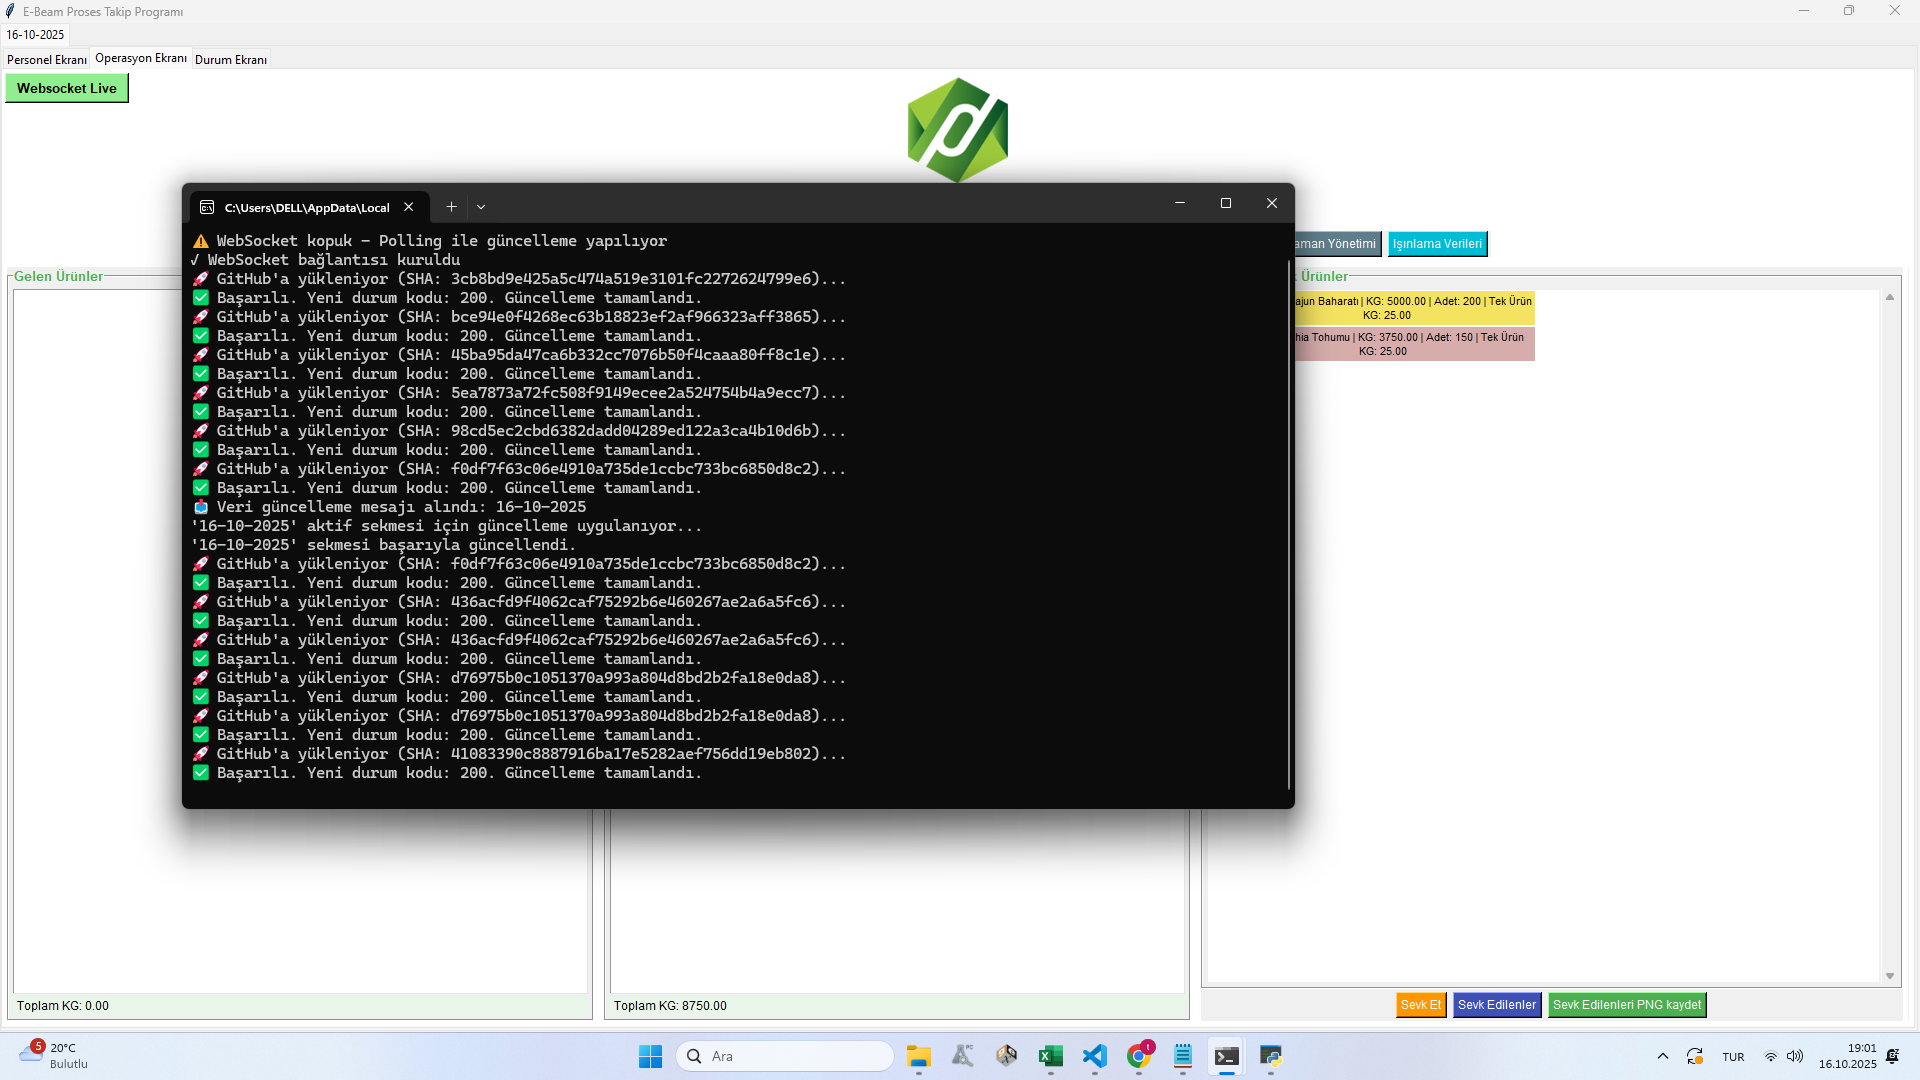 E-Beam Proses Takip Programı
16-10-2025
Personel Ekranı
Operasyon Ekranı
Durum Ekranı
Websocket Live
C:\Users\DELL\AppData\Local
⚠ WebSocket kopuk – Polling ile güncelleme yapılıyor
√ WebSocket bağlantısı kuruldu
🚀 GitHub'a yükleniyor (SHA: 3cb8bd9e425a5c474a519e3101fc2272624799e6)...
✅ Başarılı. Yeni durum kodu: 200. Güncelleme tamamlandı.
🚀 GitHub'a yükleniyor (SHA: bce94e0f4268ec63b18823ef2af966323aff3865)...
✅ Başarılı. Yeni durum kodu: 200. Güncelleme tamamlandı.
🚀 GitHub'a yükleniyor (SHA: 45ba95da47ca6b332cc7076b50f4caaa80ff8c1e)...
✅ Başarılı. Yeni durum kodu: 200. Güncelleme tamamlandı.
🚀 GitHub'a yükleniyor (SHA: 5ea7873a72fc508f9149ecee2a524754b4a9ecc7)...
✅ Başarılı. Yeni durum kodu: 200. Güncelleme tamamlandı.
🚀 GitHub'a yükleniyor (SHA: 98cd5ec2cbd6382dadd04289ed122a3ca4b10d6b)...
✅ Başarılı. Yeni durum kodu: 200. Güncelleme tamamlandı.
🚀 GitHub'a yükleniyor (SHA: f0df7f63c06e4910a735de1ccbc733bc6850d8c2)...
✅ Başarılı. Yeni durum kodu: 200. Güncelleme tamamlandı.
📩 Veri güncelleme mesajı alındı: 16-10-2025
'16-10-2025' aktif sekmesi için güncelleme uygulanıyor...
'16-10-2025' sekmesi başarıyla güncellendi.
🚀 GitHub'a yükleniyor (SHA: f0df7f63c06e4910a735de1ccbc733bc6850d8c2)...
✅ Başarılı. Yeni durum kodu: 200. Güncelleme tamamlandı.
🚀 GitHub'a yükleniyor (SHA: 436acfd9f4062caf75292b6e460267ae2a6a5fc6)...
✅ Başarılı. Yeni durum kodu: 200. Güncelleme tamamlandı.
🚀 GitHub'a yükleniyor (SHA: 436acfd9f4062caf75292b6e460267ae2a6a5fc6)...
✅ Başarılı. Yeni durum kodu: 200. Güncelleme tamamlandı.
🚀 GitHub'a yükleniyor (SHA: d76975b0c1051370a993a804d8bd2b2fa18e0da8)...
✅ Başarılı. Yeni durum kodu: 200. Güncelleme tamamlandı.
🚀 GitHub'a yükleniyor (SHA: d76975b0c1051370a993a804d8bd2b2fa18e0da8)...
✅ Başarılı. Yeni durum kodu: 200. Güncelleme tamamlandı.
🚀 GitHub'a yükleniyor (SHA: 41083390c8887916ba17e5282aef756dd19eb802)...
✅ Başarılı. Yeni durum kodu: 200. Güncelleme tamamlandı.
aman Yönetimi
Işınlama Verileri
Gelen Ürünler
Ürünler
ajun Baharatı | KG: 5000.00 | Adet: 200 | Tek Ürün
KG: 25.00
hia Tohumu | KG: 3750.00 | Adet: 150 | Tek Ürün
KG: 25.00
Toplam KG: 0.00
Toplam KG: 8750.00
Sevk Et
Sevk Edilenler
Sevk Edilenleri PNG kaydet
5
20°C
Bulutlu
Ara
t
TUR
19:01
16.10.2025